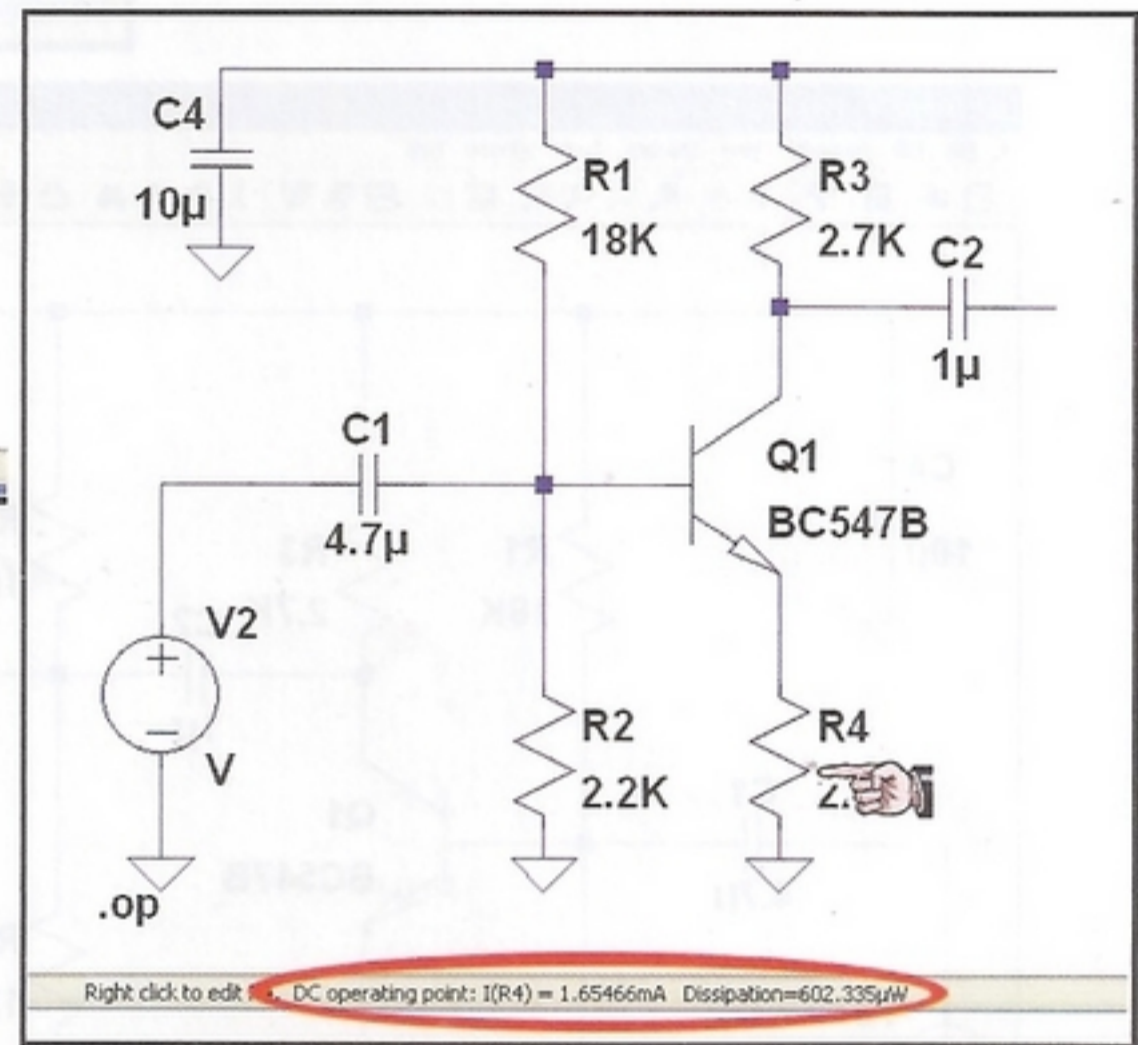 C4
10µ
R1
18K
R3
2.7K
C2
1µ
C1
4.7µ
Q1
BC547B
V2
V
R2
2.2K
R4
2.
.op
Right click to edit DC operating point: I(R4) = 1.65466mA Dissipation=602.335µW